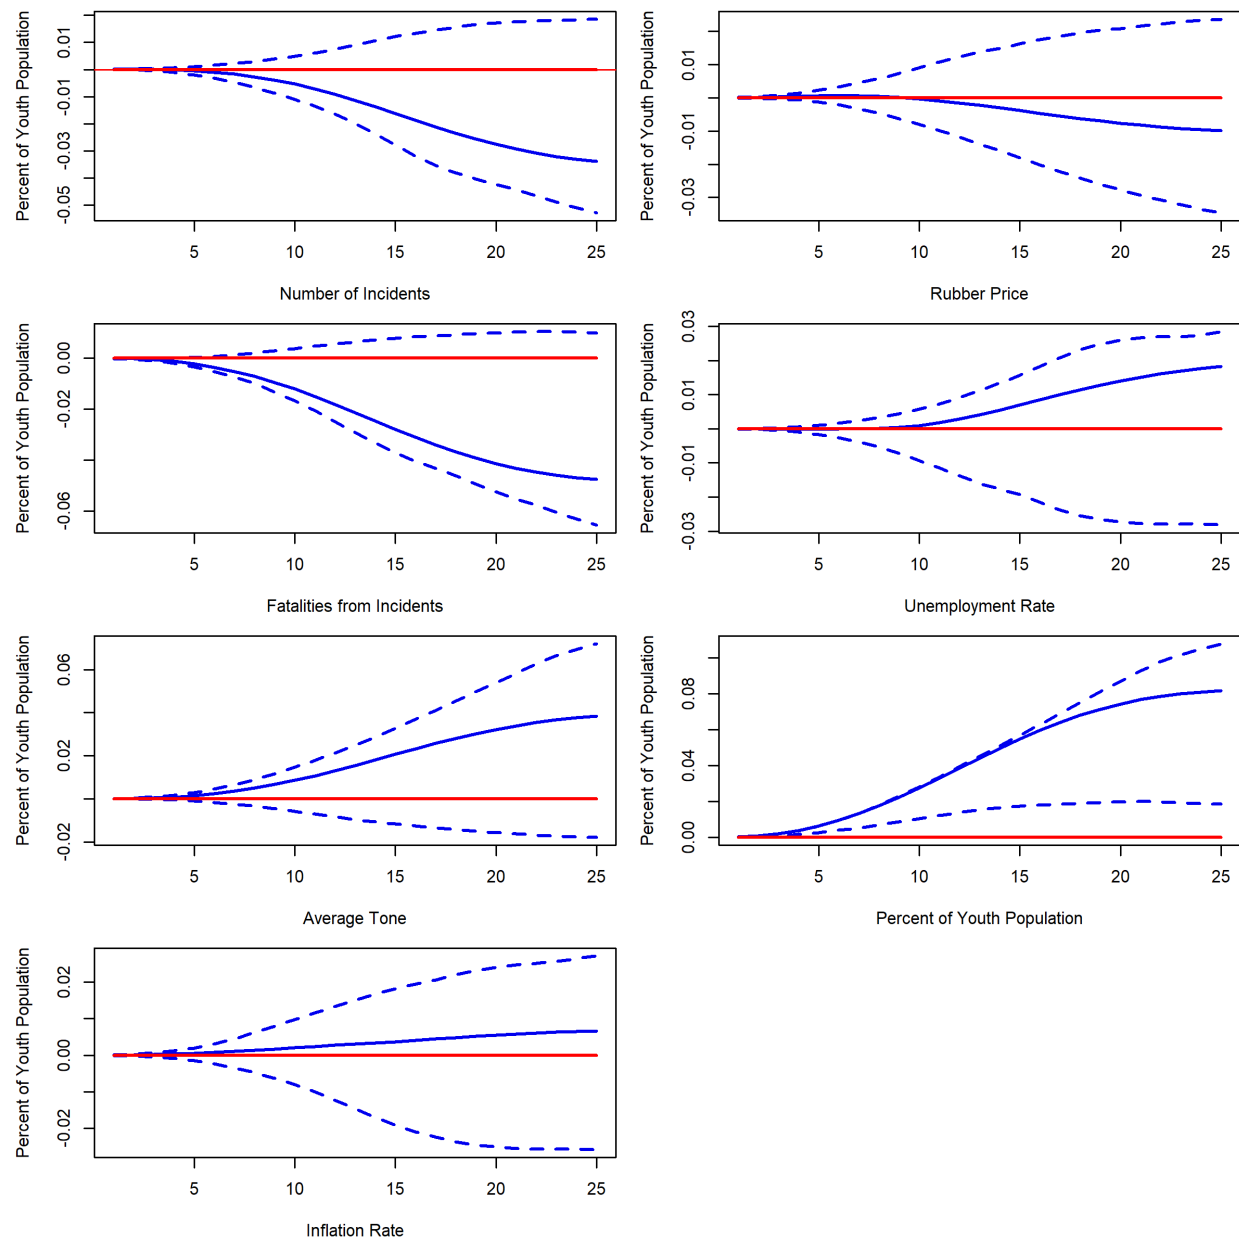 Percent of Youth Population
0.01
-0.01
-0.03
-0.05
5 10 15 20 25
Number of Incidents
Percent of Youth Population
0.01
-0.01
-0.03
5 10 15 20 25
Rubber Price
Percent of Youth Population
0.00
-0.02
-0.06
5 10 15 20 25
Fatalities from Incidents
Percent of Youth Population
0.03
0.01
-0.01
-0.03
5 10 15 20 25
Unemployment Rate
Percent of Youth Population
0.06
0.02
-0.02
5 10 15 20 25
Average Tone
Percent of Youth Population
0.08
0.04
0.00
5 10 15 20 25
Percent of Youth Population
Percent of Youth Population
0.02
0.00
-0.02
5 10 15 20 25
Inflation Rate